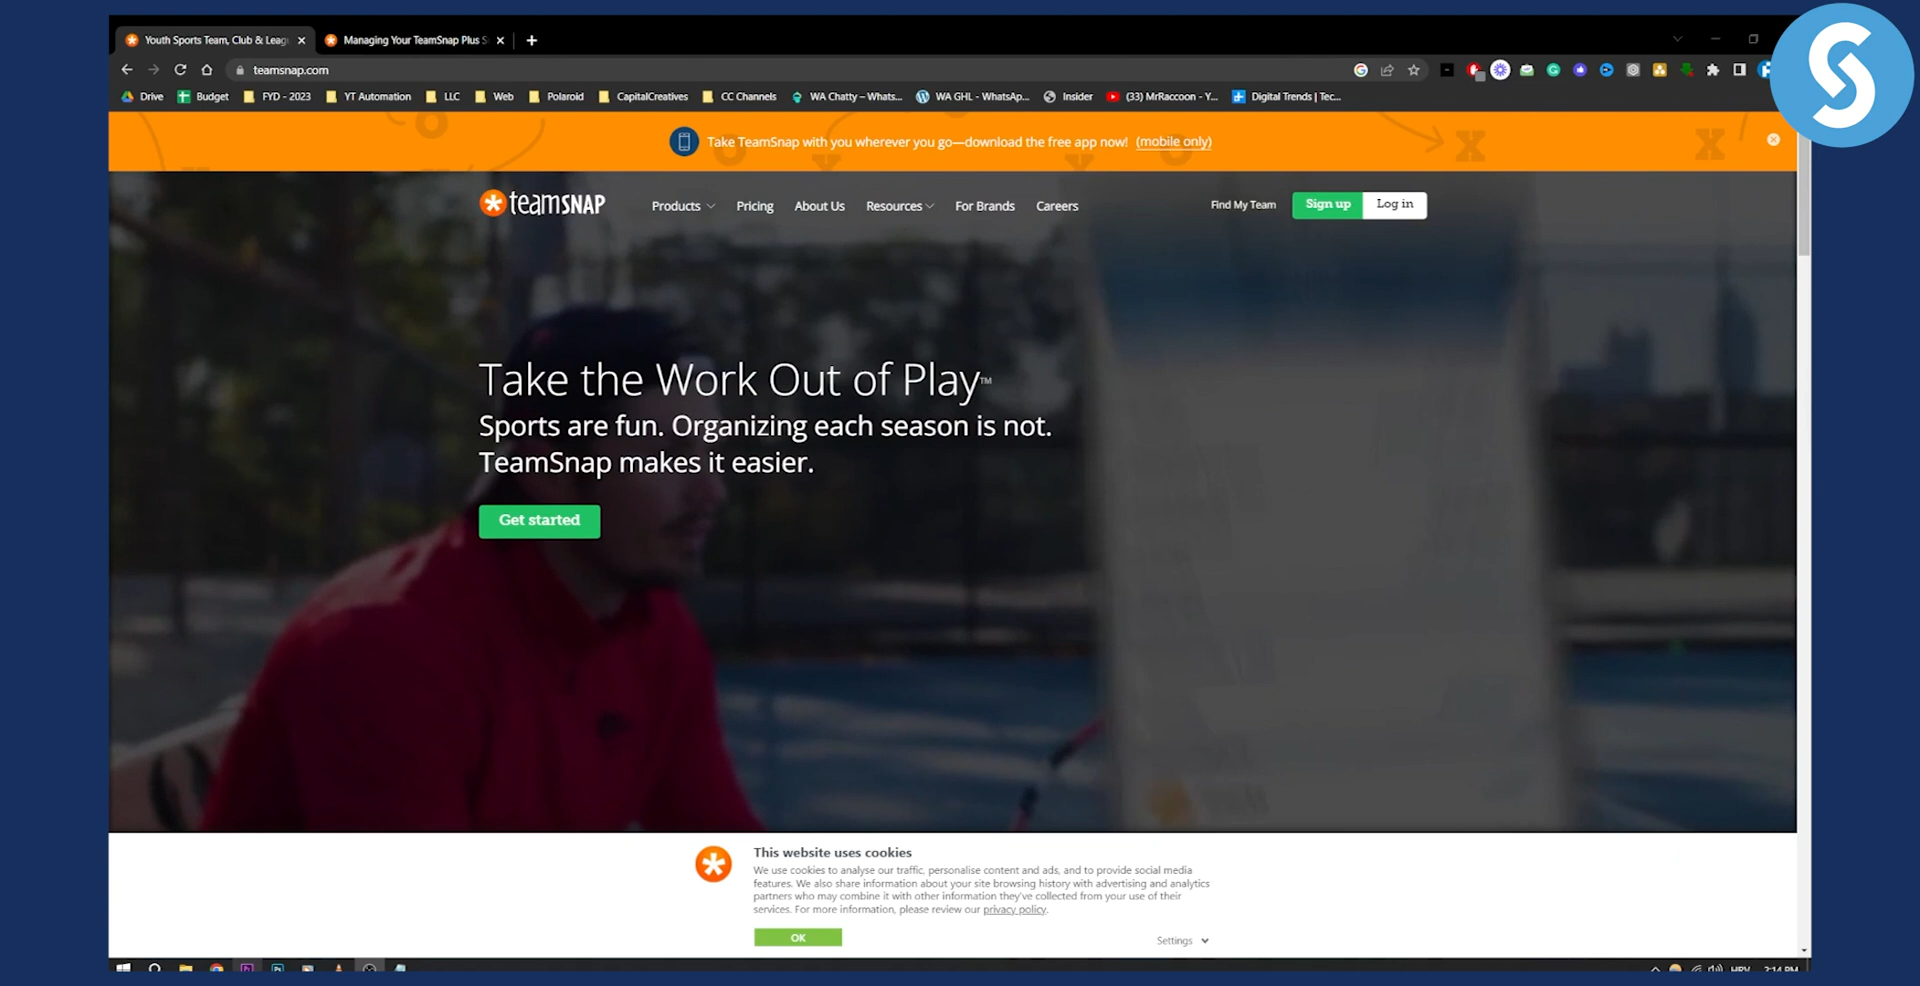 Youth Sports Team, Club & Leag
Managing Your TeamSnap Plus S
teamsnap.com
Drive
Budget
FYD - 2023
YT Automation
LLC
Web
Polaroid
CapitalCreatives
CC Channels
WA Chatty – Whats...
WA GHL - WhatsAp...
Insider
(33) MrRaccoon - Y...
Digital Trends | Tec...
Take TeamSnap with you wherever you go—download the free app now! (mobile only)
teamSNAP
Products
Pricing
About Us
Resources
For Brands
Careers
Find My Team
Sign up
Log in
Take the Work Out of Play™
Sports are fun. Organizing each season is not.
TeamSnap makes it easier.
Get started
This website uses cookies
We use cookies to analyse our traffic, personalise content and ads, and to provide social media
features. We also share information about your site browsing history with advertising and analytics
partners who may combine it with other information they've collected from your use of their
services. For more information, please review our privacy policy.
OK
Settings
HRV
2:14 PM